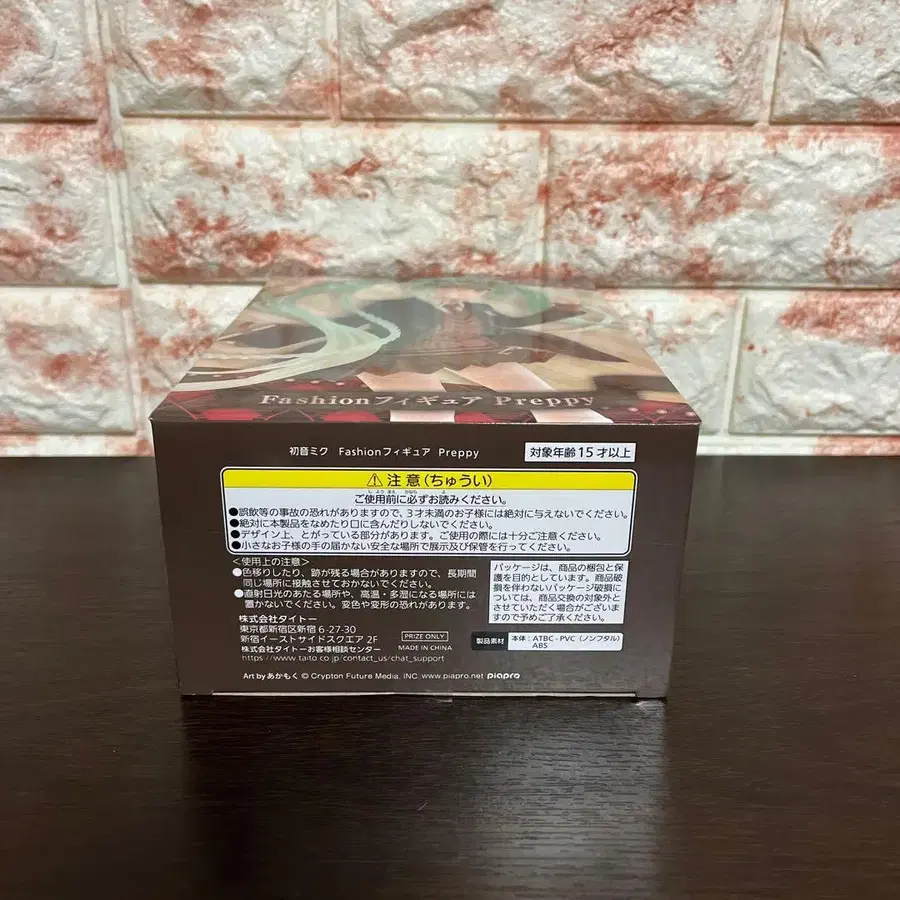 Fashionフィギュア Preppy
初音ミク Fashionフィギュア Preppy
対象年齢15才以上
⚠注意(ちゅうい)
ご使用前に必ずお読みください。
●誤飲等の事故の恐れがありますので、3才未満のお子様には絶対に与えないでください。
●絶対に本製品をなめたり口に含んだりしないでください。
●デザイン上、とがっている部分があります。ご使用の際には十分ご注意ください。
●小さなお子様の手の届かない安全な場所で展示及び保管を行ってください。
<使用上の注意>
●色移りしたり、跡が残る場合がありますので、長期間
同じ場所に接触させておかないでください。
●直射日光のあたる場所や、高温・多湿になる場所には
置かないでください。変色や変形の恐れがあります。
パッケージは、商品の梱包と保
護を目的としています。商品破
損を伴わないパッケージ破損に
ついては、商品交換の対象外と
させていただく場合がございま
すので予めご了承ください。
株式会社タイトー
東京都新宿区新宿6-27-30
新宿イーストサイドスクエア 2F
株式会社タイトーお客様相談センター
https://www.taito.co.jp/contact_us/chat_support
PRIZE ONLY
MADE IN CHINA
製品素材
本体:ATBC-PVC(ノンフタル)
ABS
Art by あかもく © Crypton Future Media, INC. www.piapro.net piapro